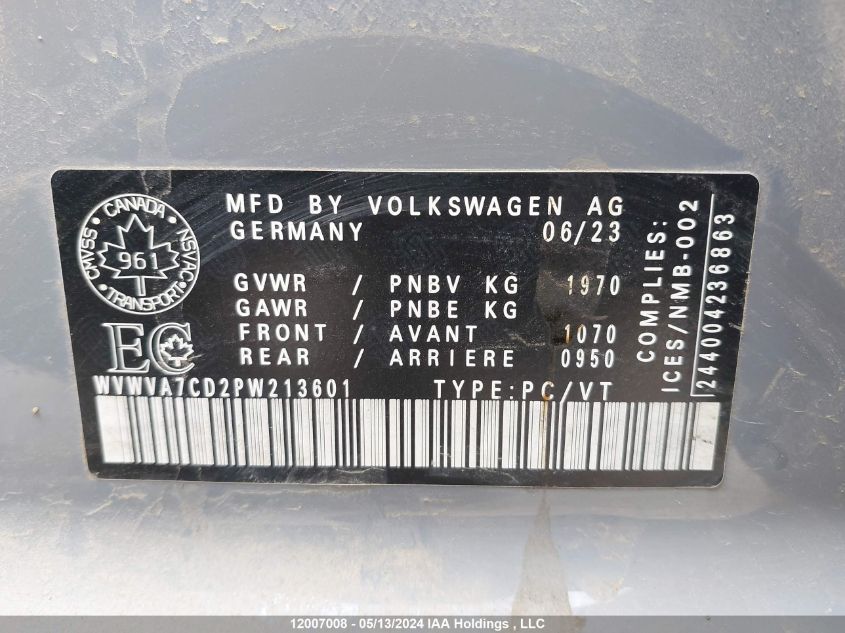 CANADA
CMVSS NSVAC
961
TRANSPORT
EC
MFD BY VOLKSWAGEN AG
GERMANY 06/23
GVWR / PNBV KG 1970
GAWR / PNBE KG
FRONT / AVANT 1070
REAR / ARRIERE 0950
WVWVA7CD2PW213601 TYPE:PC/VT
COMPLIES:
ICES/NMB-002
244004236863
12007008 - 05/13/2024 IAA Holdings , LLC